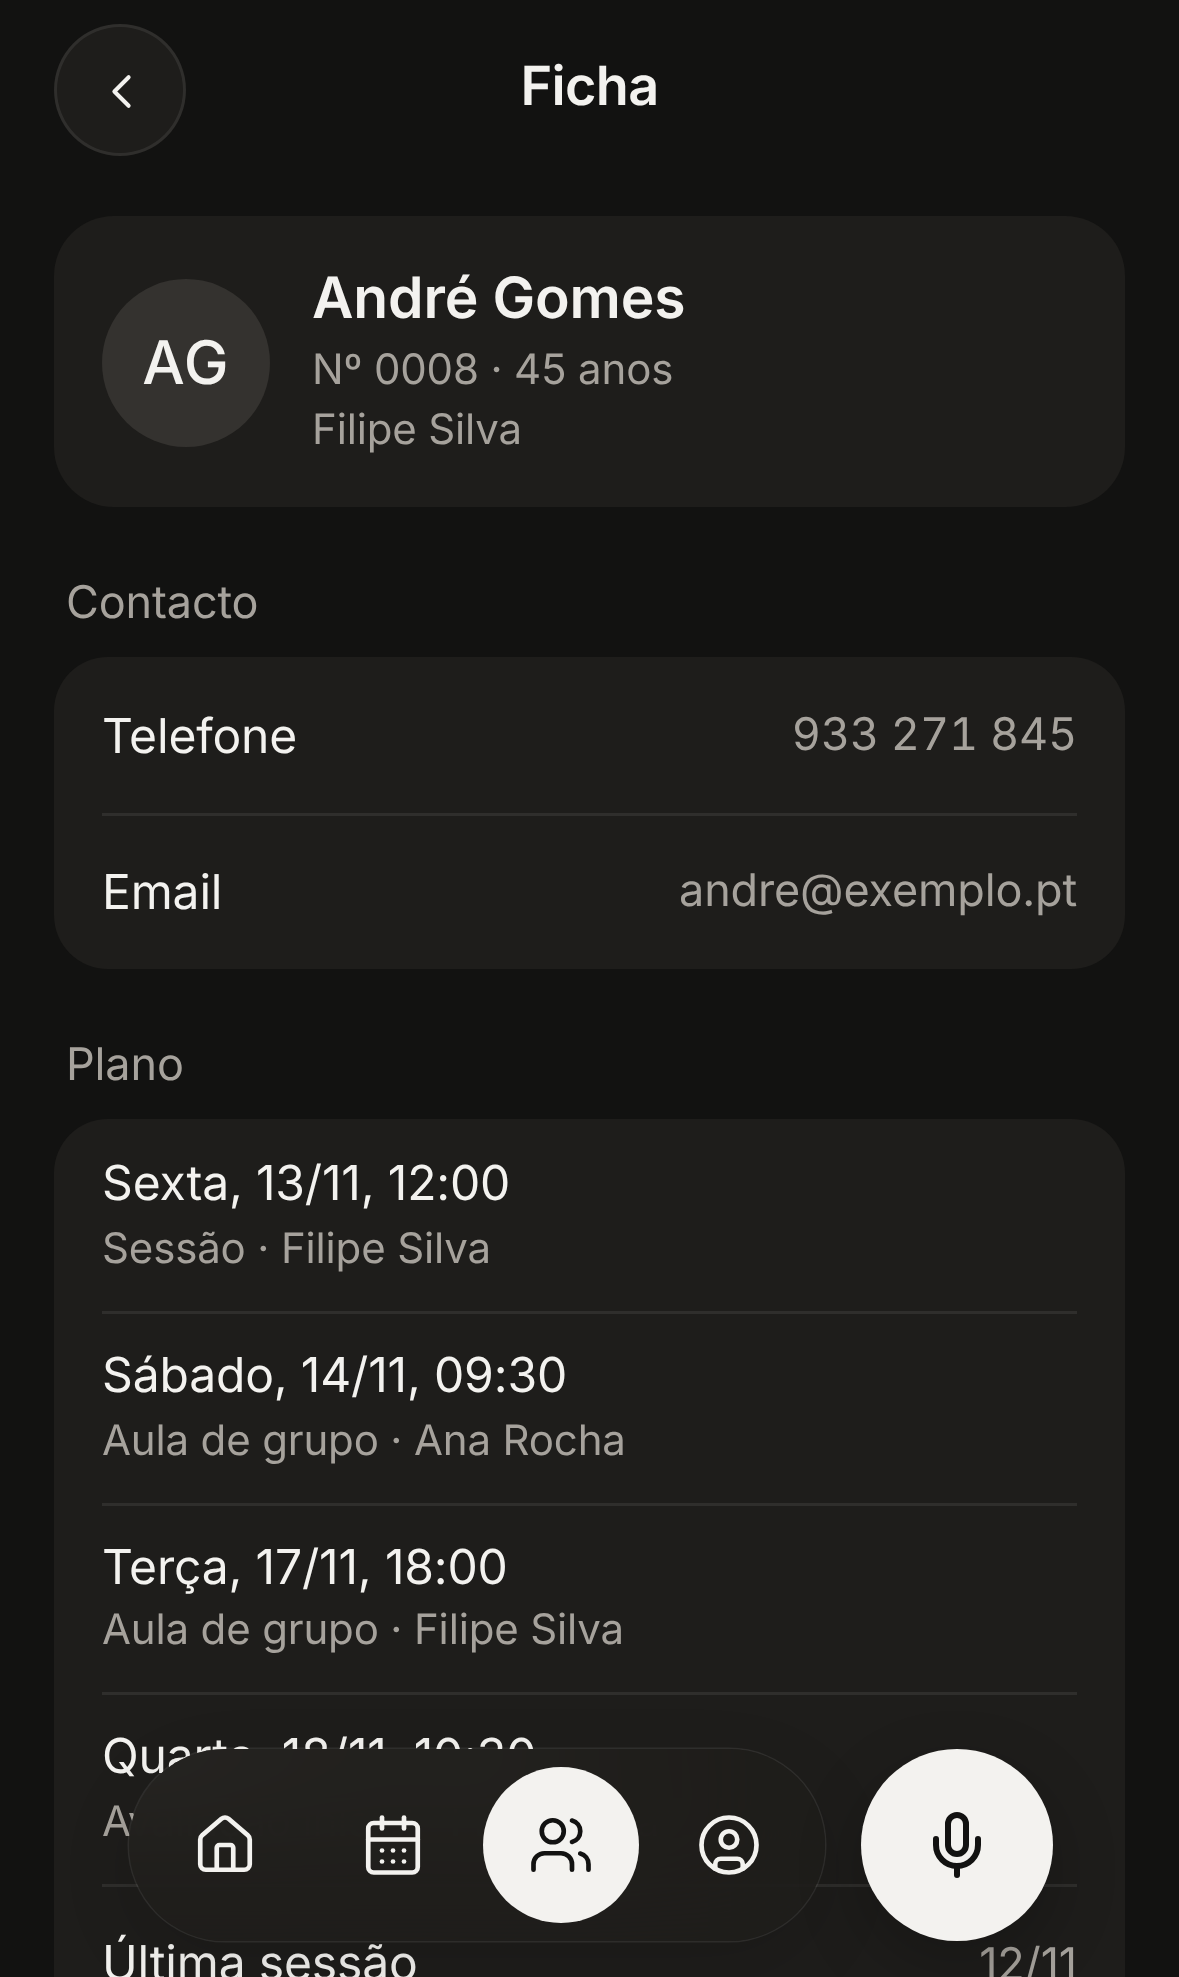 Ficha
AG
André Gomes
Nº 0008 · 45 anos
Filipe Silva
Contacto
Telefone
933 271 845
Email
andre@exemplo.pt
Plano
Sexta, 13/11, 12:00
Sessão · Filipe Silva
Sábado, 14/11, 09:30
Aula de grupo · Ana Rocha
Terça, 17/11, 18:00
Aula de grupo · Filipe Silva
Quarta,
Última sessão
12/11